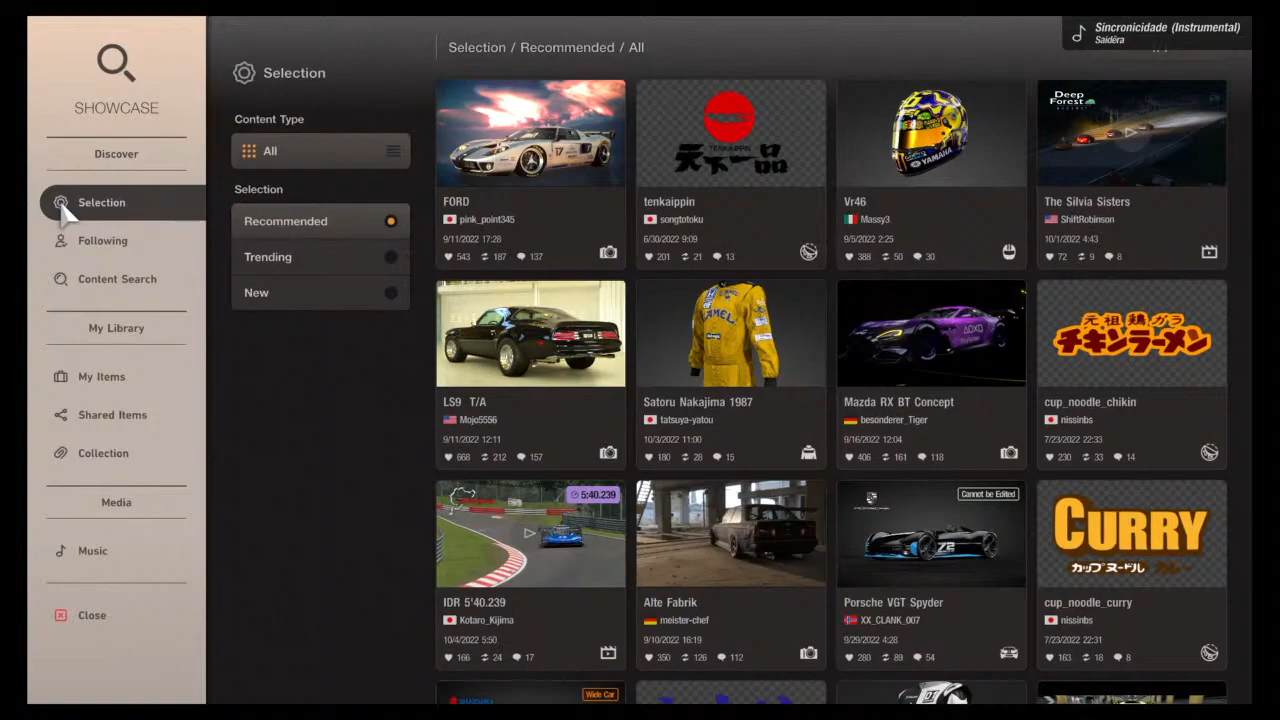 SHOWCASE
Discover
Selection
Following
Content Search
My Library
My Items
Shared Items
Collection
Media
Music
Close
Selection
Content Type
All
Selection
Recommended
Trending
New
Selection / Recommended / All
Sincronicidade (Instrumental)
Saidêra
FORD
pink_point345
9/11/2022 17:28
543 187 137
TENKAIPPIN
天下一品
tenkaippin
songtotoku
6/30/2022 9:09
201 21 13
YAMAHA
Vr46
Massy3
9/5/2022 2:25
388 50 30
Deep
Forest
The Silvia Sisters
ShiftRobinson
10/1/2022 4:43
72 9 8
LS9 T/A
Mojo5556
9/11/2022 12:11
668 212 157
CAMEL
Satoru Nakajima 1987
tatsuya-yatou
10/3/2022 11:00
180 28 15
Mazda RX BT Concept
besonderer_Tiger
9/16/2022 12:04
406 161 118
元祖鶏ガラ
チキンラーメン
cup_noodle_chikin
nissinbs
7/23/2022 22:33
230 33 14
5:40.239
IDR 5'40.239
Kotaro_Kijima
10/4/2022 5:50
166 24 17
Alte Fabrik
meister-chef
9/10/2022 16:19
350 126 112
Cannot be Edited
PORSCHE
Porsche VGT Spyder
XX_CLANK_007
9/29/2022 4:28
280 89 54
CURRY
カップヌードル
cup_noodle_curry
nissinbs
7/23/2022 22:31
163 18 8
SUZUKI
Wide Car